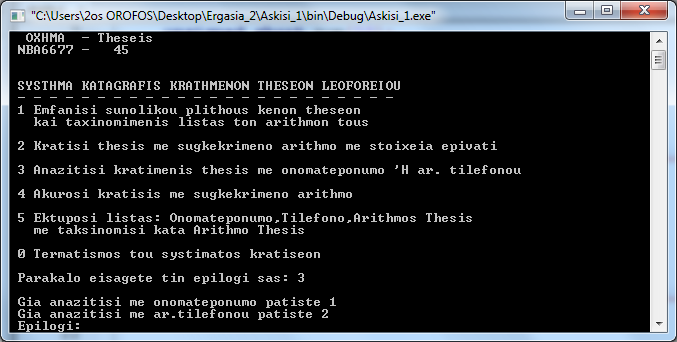 "C:\Users\2os OROFOS\Desktop\Ergasia_2\Askisi_1\bin\Debug\Askisi_1.exe"
OXHMA - Theseis
NBA6677 - 45
SYSTHMA KATAGRAFIS KRATHMENON THESEON LEOFOREIOU
- - - - - - - - - - - - - - - - - - - - - - - -
1 Emfanisi sunolikou plithous kenon theseon
kai taxinomimenis listas ton arithmon tous
2 Kratisi thesis me sugkekrimeno arithmo me stoixeia epivati
3 Anazitisi kratimenis thesis me onomateponumo 'H ar. tilefonou
4 Akurosi kratisis me sugkekrimeno arithmo
5 Ektuposi listas: Onomateponumo,Tilefono,Arithmos Thesis
me taksinomisi kata Arithmo Thesis
0 Termatismos tou systimatos kratiseon
Parakalo eisagete tin epilogi sas: 3
Gia anazitisi me onomateponumo patiste 1
Gia anazitisi me ar.tilefonou patiste 2
Epilogi: